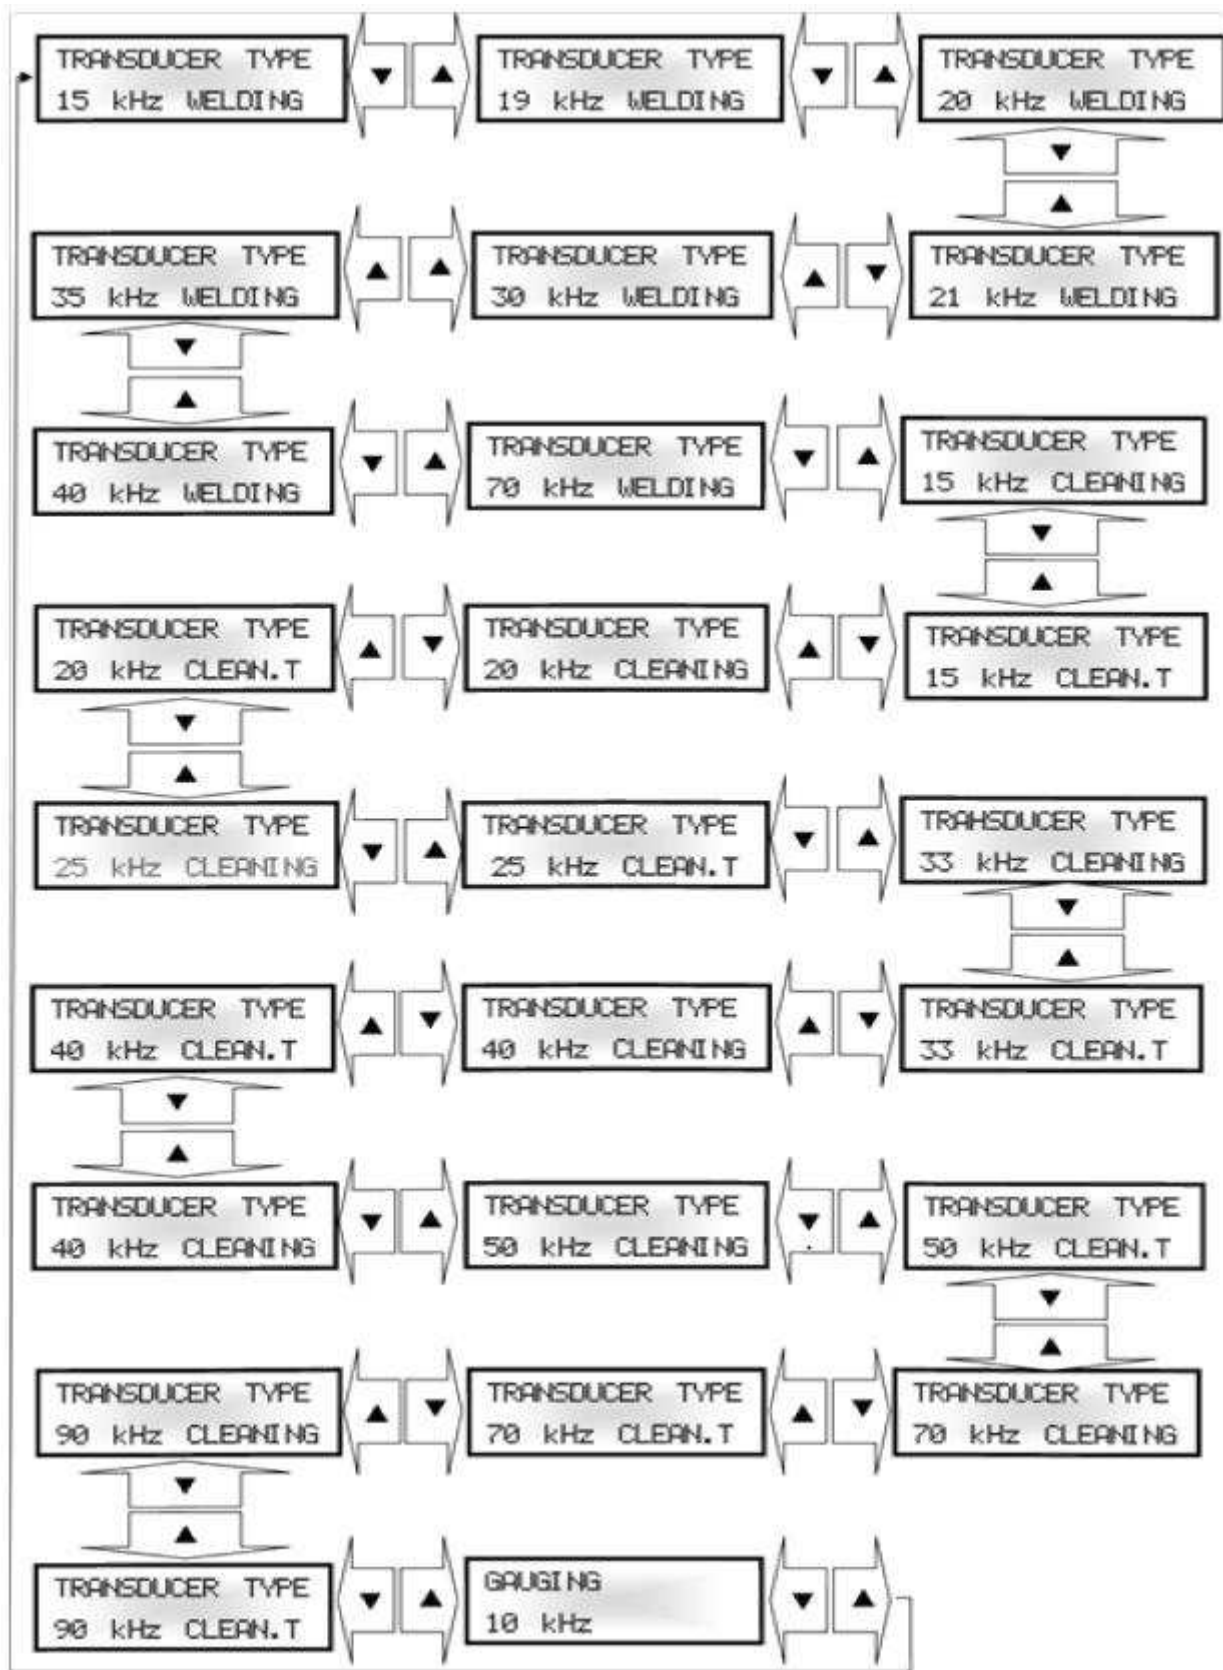 TRANSDUCER TYPE
15 kHz WELDING
TRANSDUCER TYPE
19 kHz WELDING
TRANSDUCER TYPE
20 kHz WELDING
TRANSDUCER TYPE
35 kHz WELDING
TRANSDUCER TYPE
30 kHz WELDING
TRANSDUCER TYPE
21 kHz WELDING
TRANSDUCER TYPE
40 kHz WELDING
TRANSDUCER TYPE
70 kHz WELDING
TRANSDUCER TYPE
15 kHz CLEANING
TRANSDUCER TYPE
20 kHz CLEAN.T
TRANSDUCER TYPE
20 kHz CLEANING
TRANSDUCER TYPE
15 kHz CLEAN.T
TRANSDUCER TYPE
25 kHz CLEANING
TRANSDUCER TYPE
25 kHz CLEAN.T
TRAHSDUCER TYPE
33 kHz CLEANING
TRANSDUCER TYPE
40 kHz CLEAN.T
TRANSDUCER TYPE
40 kHz CLEANING
TRANSDUCER TYPE
33 kHz CLEAN.T
TRANSDUCER TYPE
40 kHz CLEANING
TRANSDUCER TYPE
50 kHz CLEANING
TRANSDUCER TYPE
50 kHz CLEAN.T
TRANSDUCER TYPE
90 kHz CLEANING
TRANSDUCER TYPE
70 kHz CLEAN.T
TRANSDUCER TYPE
70 kHz CLEANING
TRANSDUCER TYPE
90 kHz CLEAN.T
GAUGING
10 kHz